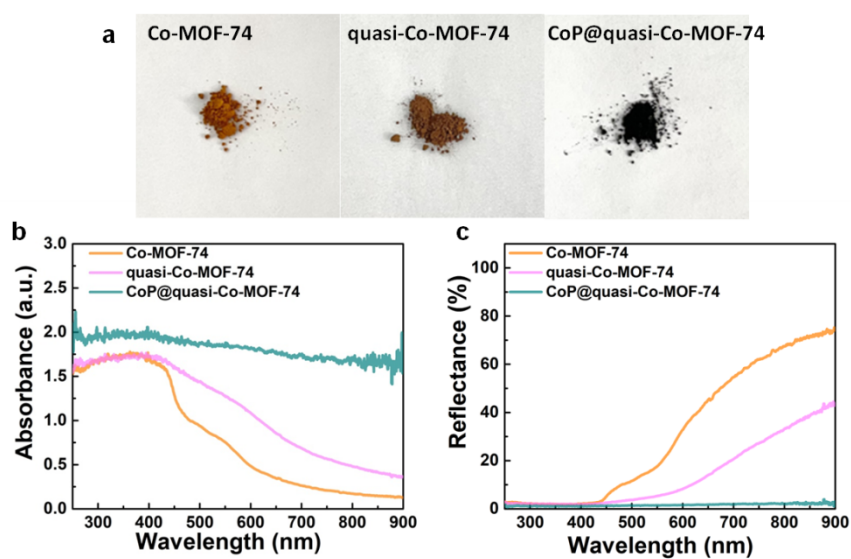 a
Co-MOF-74 quasi-Co-MOF-74 CoP@quasi-Co-MOF-74
b
3.0
2.5
2.0
1.5
1.0
0.5
0.0
Absorbance (a.u.)
Co-MOF-74
quasi-Co-MOF-74
CoP@quasi-Co-MOF-74
300 400 500 600 700 800 900
Wavelength (nm)
c
100
80
60
40
20
0
Reflectance (%)
Co-MOF-74
quasi-Co-MOF-74
CoP@quasi-Co-MOF-74
300 400 500 600 700 800 900
Wavelength (nm)